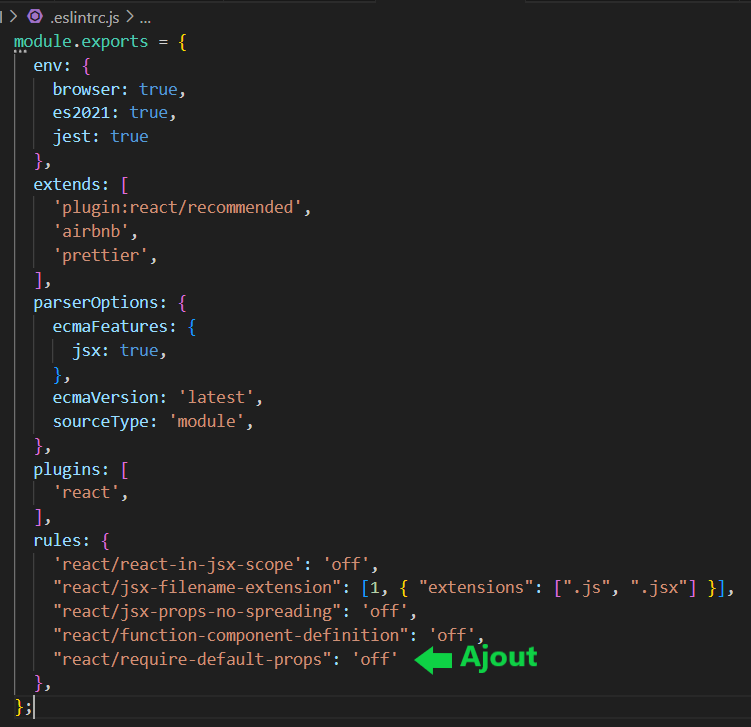 .eslintrc.js > ...
module.exports = {
env: {
browser: true,
es2021: true,
jest: true
},
extends: [
'plugin:react/recommended',
'airbnb',
'prettier',
],
parserOptions: {
ecmaFeatures: {
jsx: true,
},
ecmaVersion: 'latest',
sourceType: 'module',
},
plugins: [
'react',
],
rules: {
'react/react-in-jsx-scope': 'off',
"react/jsx-filename-extension": [1, { "extensions": [".js", ".jsx"] }],
"react/jsx-props-no-spreading": 'off',
"react/function-component-definition": 'off',
"react/require-default-props": 'off' Ajout
},
};